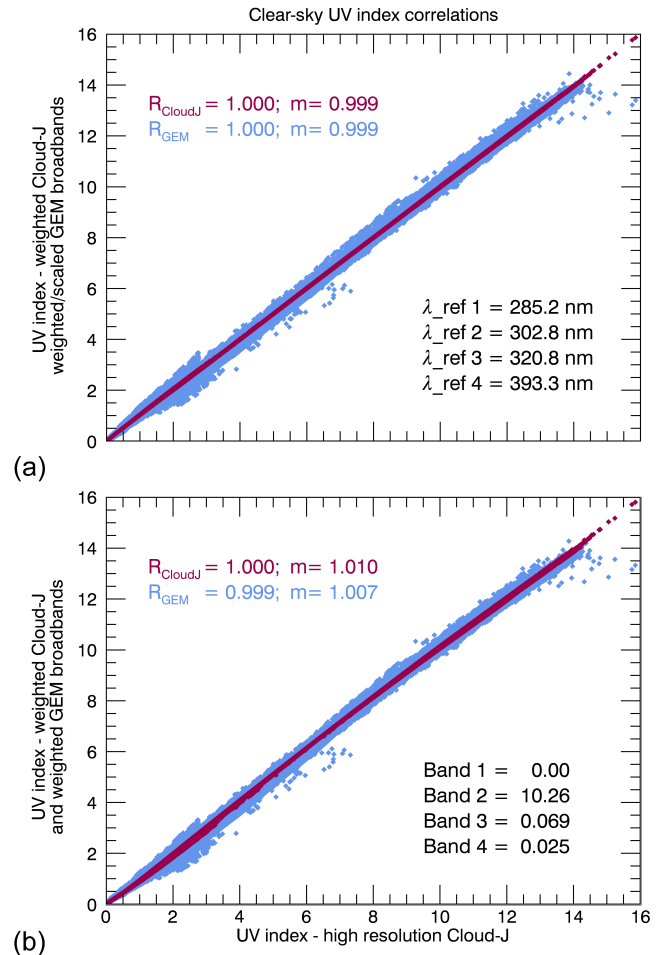 Clear-sky UV index correlations
16
14
12
10
8
6
4
2
0
UV index - weighted Cloud-J
weighted/scaled GEM broadbands
R_CloudJ = 1.000; m= 0.999
R_GEM = 1.000; m= 0.999
λ_ref 1 = 285.2 nm
λ_ref 2 = 302.8 nm
λ_ref 3 = 320.8 nm
λ_ref 4 = 393.3 nm
(a)
16
14
12
10
8
6
4
2
0
UV index - weighted Cloud-J
and weighted GEM broadbands
R_CloudJ = 1.000; m= 1.010
R_GEM = 0.999; m= 1.007
Band 1 = 0.00
Band 2 = 10.26
Band 3 = 0.069
Band 4 = 0.025
0 2 4 6 8 10 12 14 16
UV index - high resolution Cloud-J
(b)